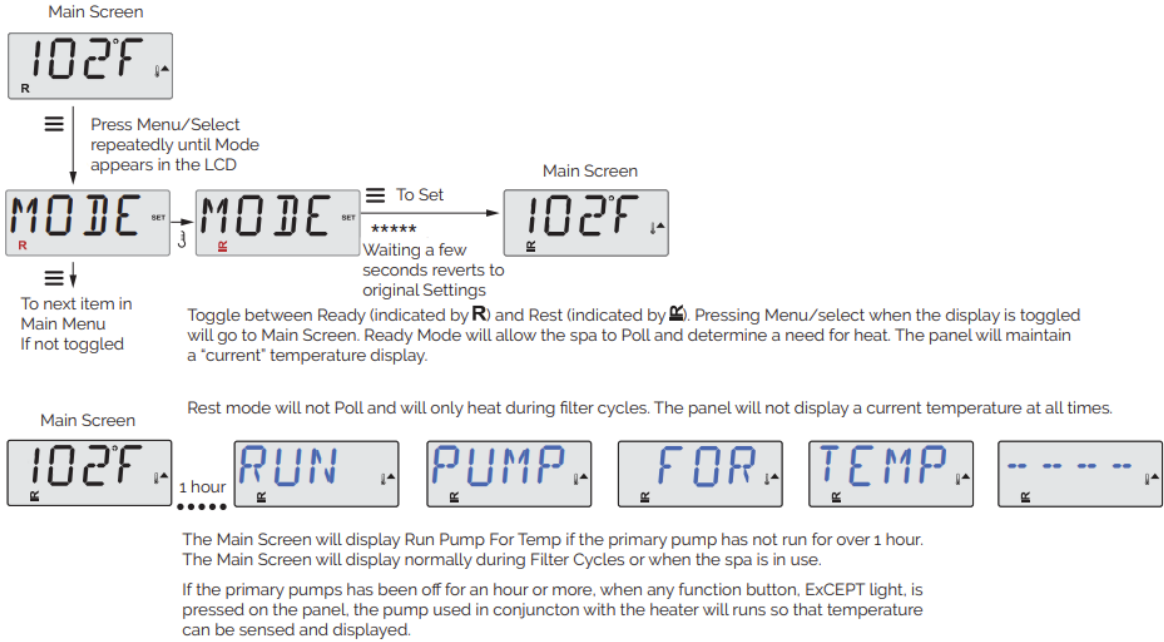 Main Screen
102°F
R
Press Menu/Select
repeatedly until Mode
appears in the LCD
MODE SET
R
MODE SET
R
To Set
*****
Waiting a few
seconds reverts to
original Settings
Main Screen
102°F
R
To next item in
Main Menu
If not toggled
Toggle between Ready (indicated by R) and Rest (indicated by R). Pressing Menu/select when the display is toggled
will go to Main Screen. Ready Mode will allow the spa to Poll and determine a need for heat. The panel will maintain
a “current” temperature display.
Rest mode will not Poll and will only heat during filter cycles. The panel will not display a current temperature at all times.
Main Screen
102°F
R
1 hour
RUN
R
PUMP
R
FOR
R
TEMP
R
-- -- -- --
R
The Main Screen will display Run Pump For Temp if the primary pump has not run for over 1 hour.
The Main Screen will display normally during Filter Cycles or when the spa is in use.
If the primary pumps has been off for an hour or more, when any function button, ExCEPT light, is
pressed on the panel, the pump used in conjuncton with the heater will runs so that temperature
can be sensed and displayed.